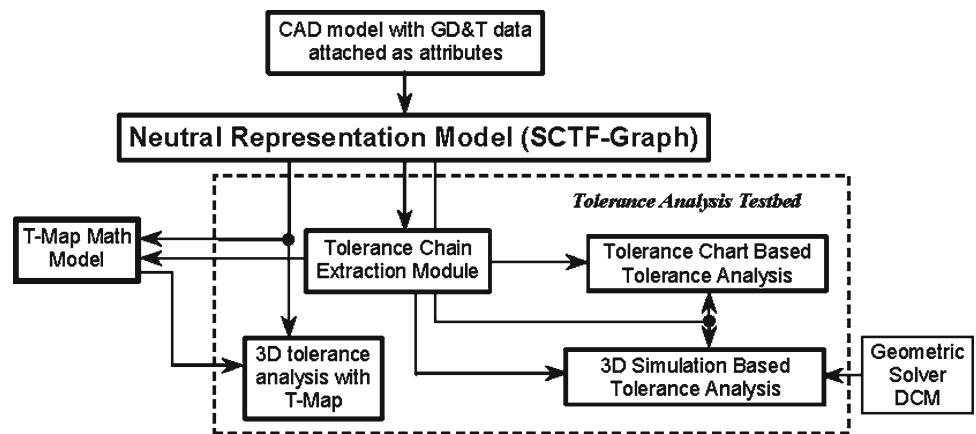 CAD model with GD&T data
attached as attributes
Neutral Representation Model (SCTF-Graph)
Tolerance Analysis Testbed
T-Map Math
Model
Tolerance Chain
Extraction Module
Tolerance Chart Based
Tolerance Analysis
3D tolerance
analysis with
T-Map
3D Simulation Based
Tolerance Analysis
Geometric
Solver
DCM